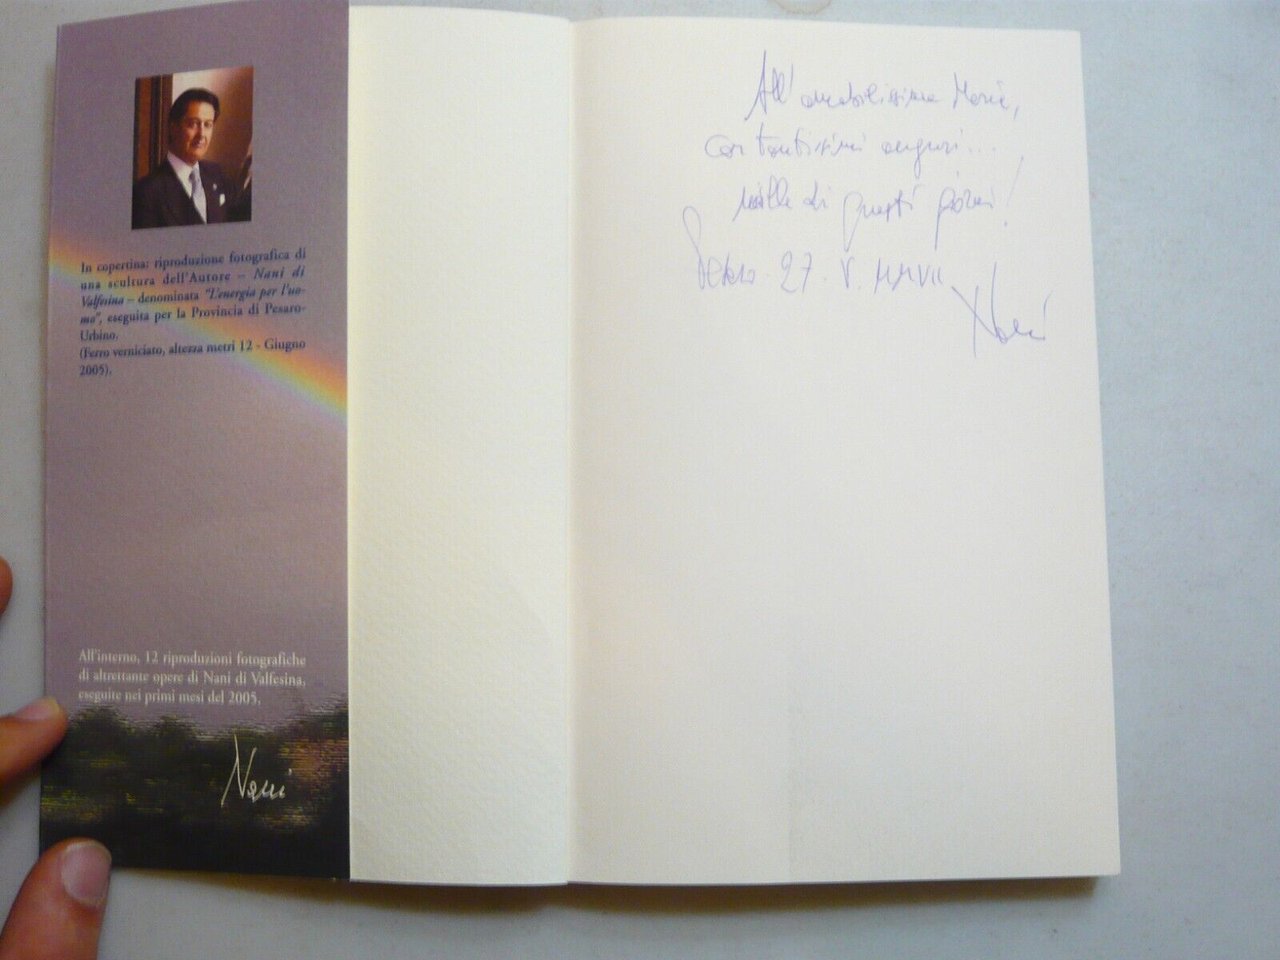 In copertina: riproduzione fotografica di
una scultura dell'Autore – Nani di
Valfesina – denominata "L'energia per l'uo-
mo", eseguita per la Provincia di Pesaro-
Urbino.
(Ferro verniciato, altezza metri 12 - Giugno
2005).
All'interno, 12 riproduzioni fotografiche
di altrettante opere di Nani di Valfesina,
eseguite nei primi mesi del 2005.
Nani
All'amabilissima Maria,
con tantissimi auguri...
mille di questi giorni!
27. V. MMVII
Nani